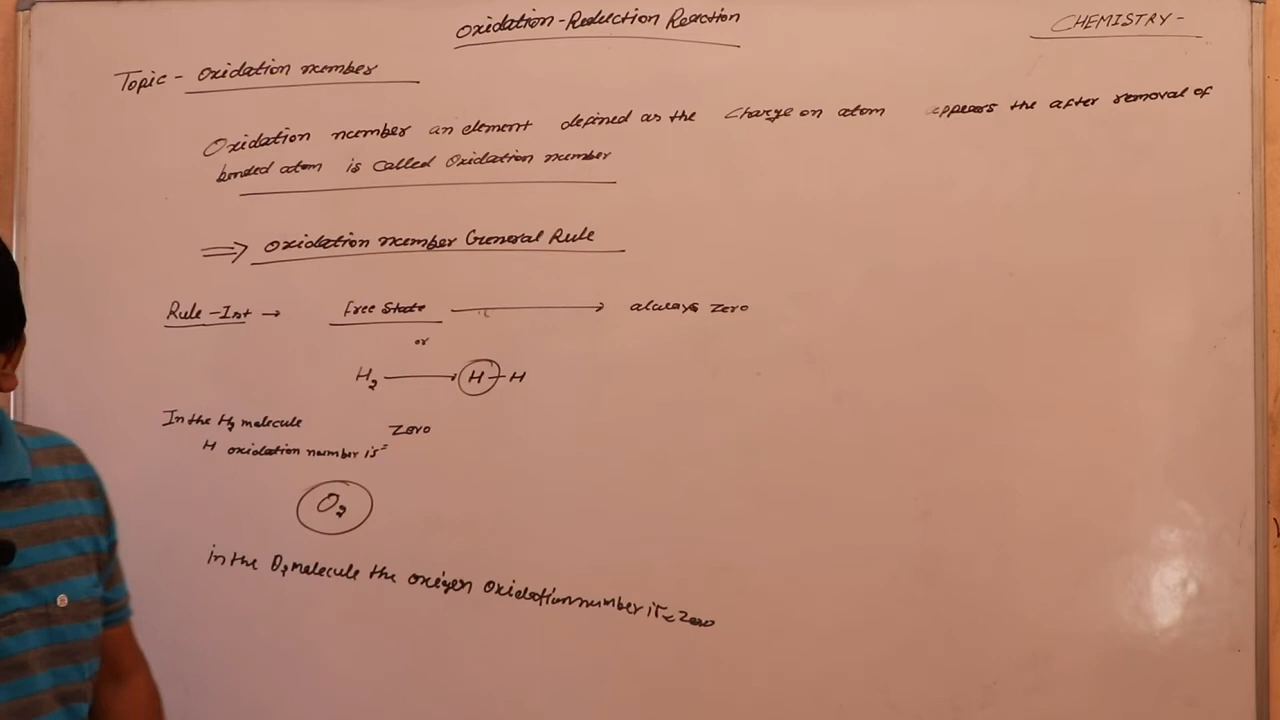 Oxidation-Reduction Reaction
CHEMISTRY-
Topic - Oxidation number
Oxidation number an element defined as the charge on atom appears the after removal of
bonded atom is called Oxidation number
⇒ Oxidation number General Rule
Rule-Ist → Free State → always zero
or
H₂ → H-H
In the H₂ molecule
H oxidation number is = Zero
O₂
in the O₂ molecule the oxigen oxidation number is = zero